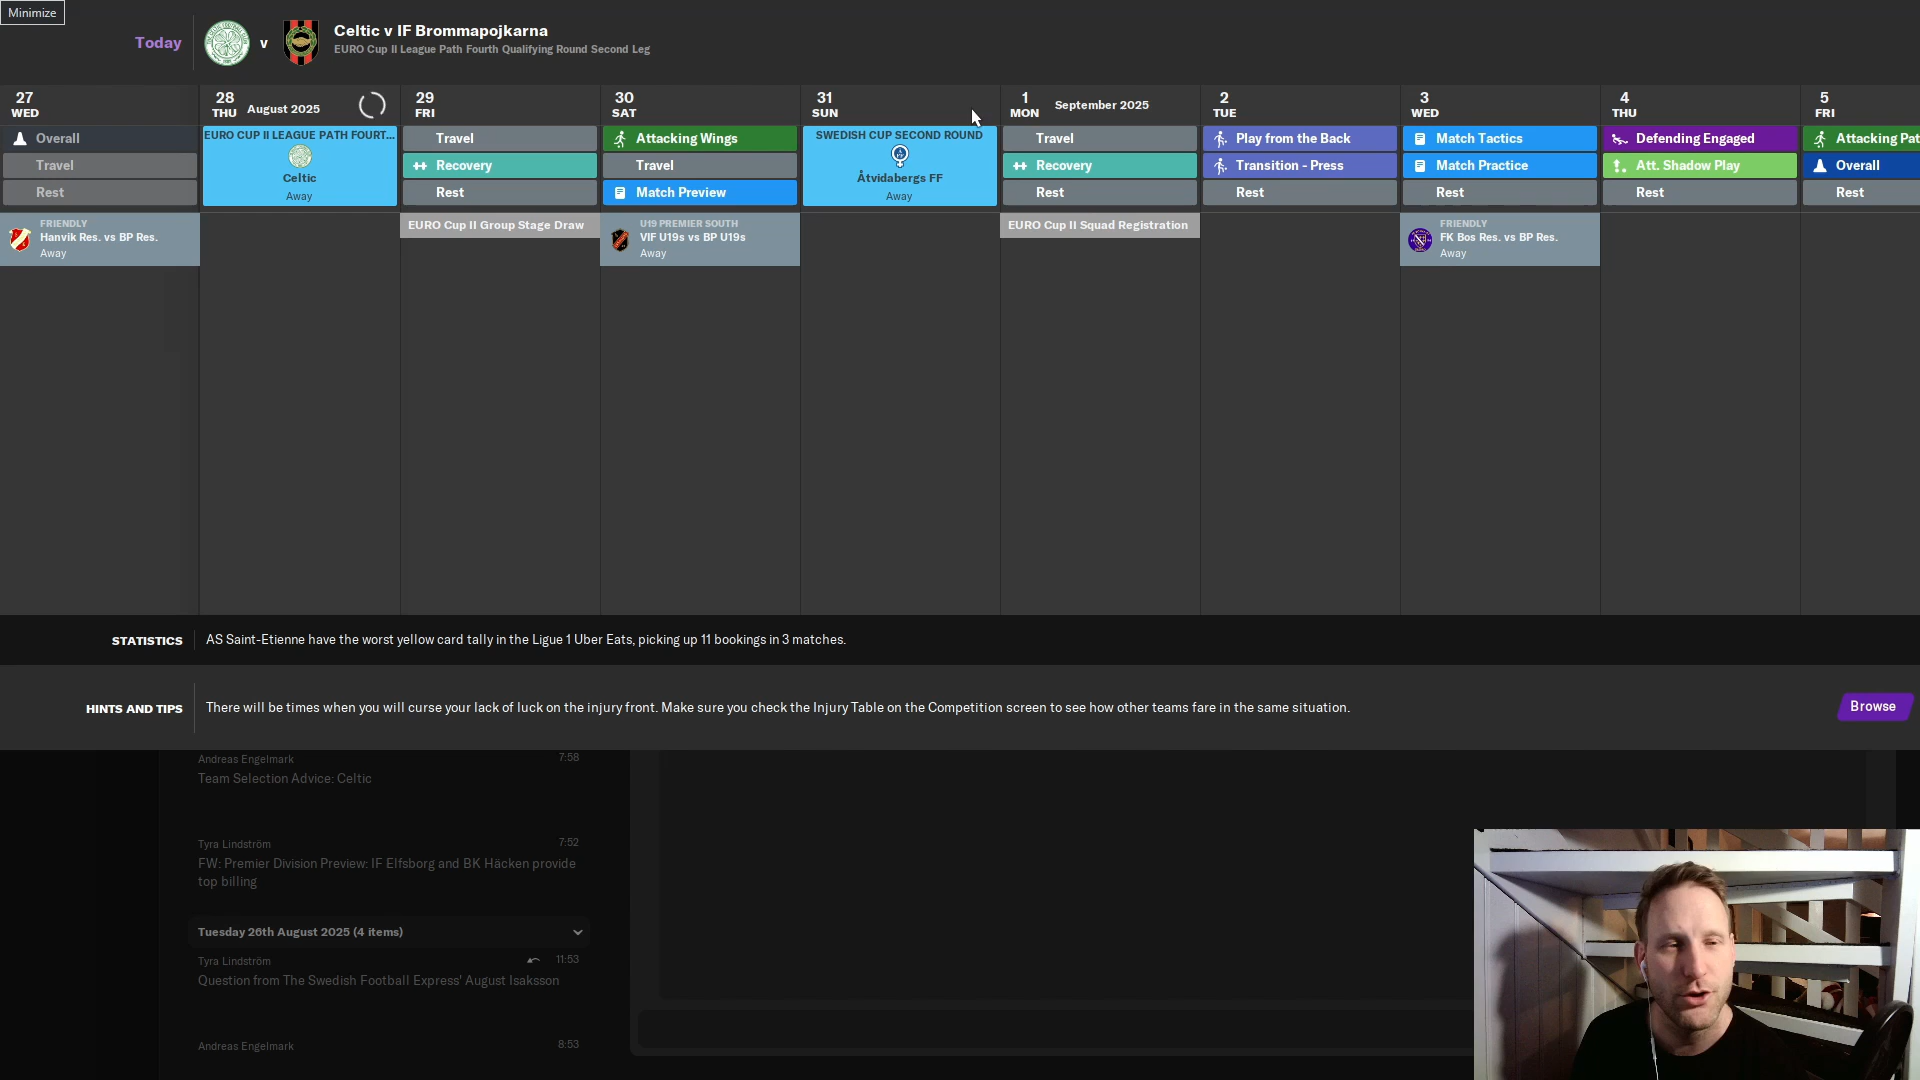 Minimize
Today
v
Celtic v IF Brommapojkarna
EURO Cup II League Path Fourth Qualifying Round Second Leg
27
WED
28
THU
August 2025
29
FRI
30
SAT
31
SUN
1
MON
September 2025
2
TUE
3
WED
4
THU
5
FRI
Overall
Travel
Rest
EURO CUP II LEAGUE PATH FOURT...
Celtic
Away
Travel
Recovery
Rest
Attacking Wings
Travel
Match Preview
SWEDISH CUP SECOND ROUND
Åtvidabergs FF
Away
Travel
Recovery
Rest
Play from the Back
Transition - Press
Rest
Match Tactics
Match Practice
Rest
Defending Engaged
Att. Shadow Play
Rest
Attacking Pat
Overall
Rest
FRIENDLY
Hanvik Res. vs BP Res.
Away
EURO Cup II Group Stage Draw
U19 PREMIER SOUTH
VIF U19s vs BP U19s
Away
EURO Cup II Squad Registration
FRIENDLY
FK Bos Res. vs BP Res.
Away
STATISTICS
AS Saint-Etienne have the worst yellow card tally in the Ligue 1 Uber Eats, picking up 11 bookings in 3 matches.
HINTS AND TIPS
There will be times when you will curse your lack of luck on the injury front. Make sure you check the Injury Table on the Competition screen to see how other teams fare in the same situation.
Browse
Andreas Engelmark
7:58
Team Selection Advice: Celtic
Tyra Lindström
7:52
FW: Premier Division Preview: IF Elfsborg and BK Häcken provide
top billing
Tuesday 26th August 2025 (4 items)
Tyra Lindström
11:53
Question from The Swedish Football Express' August Isaksson
Andreas Engelmark
8:53